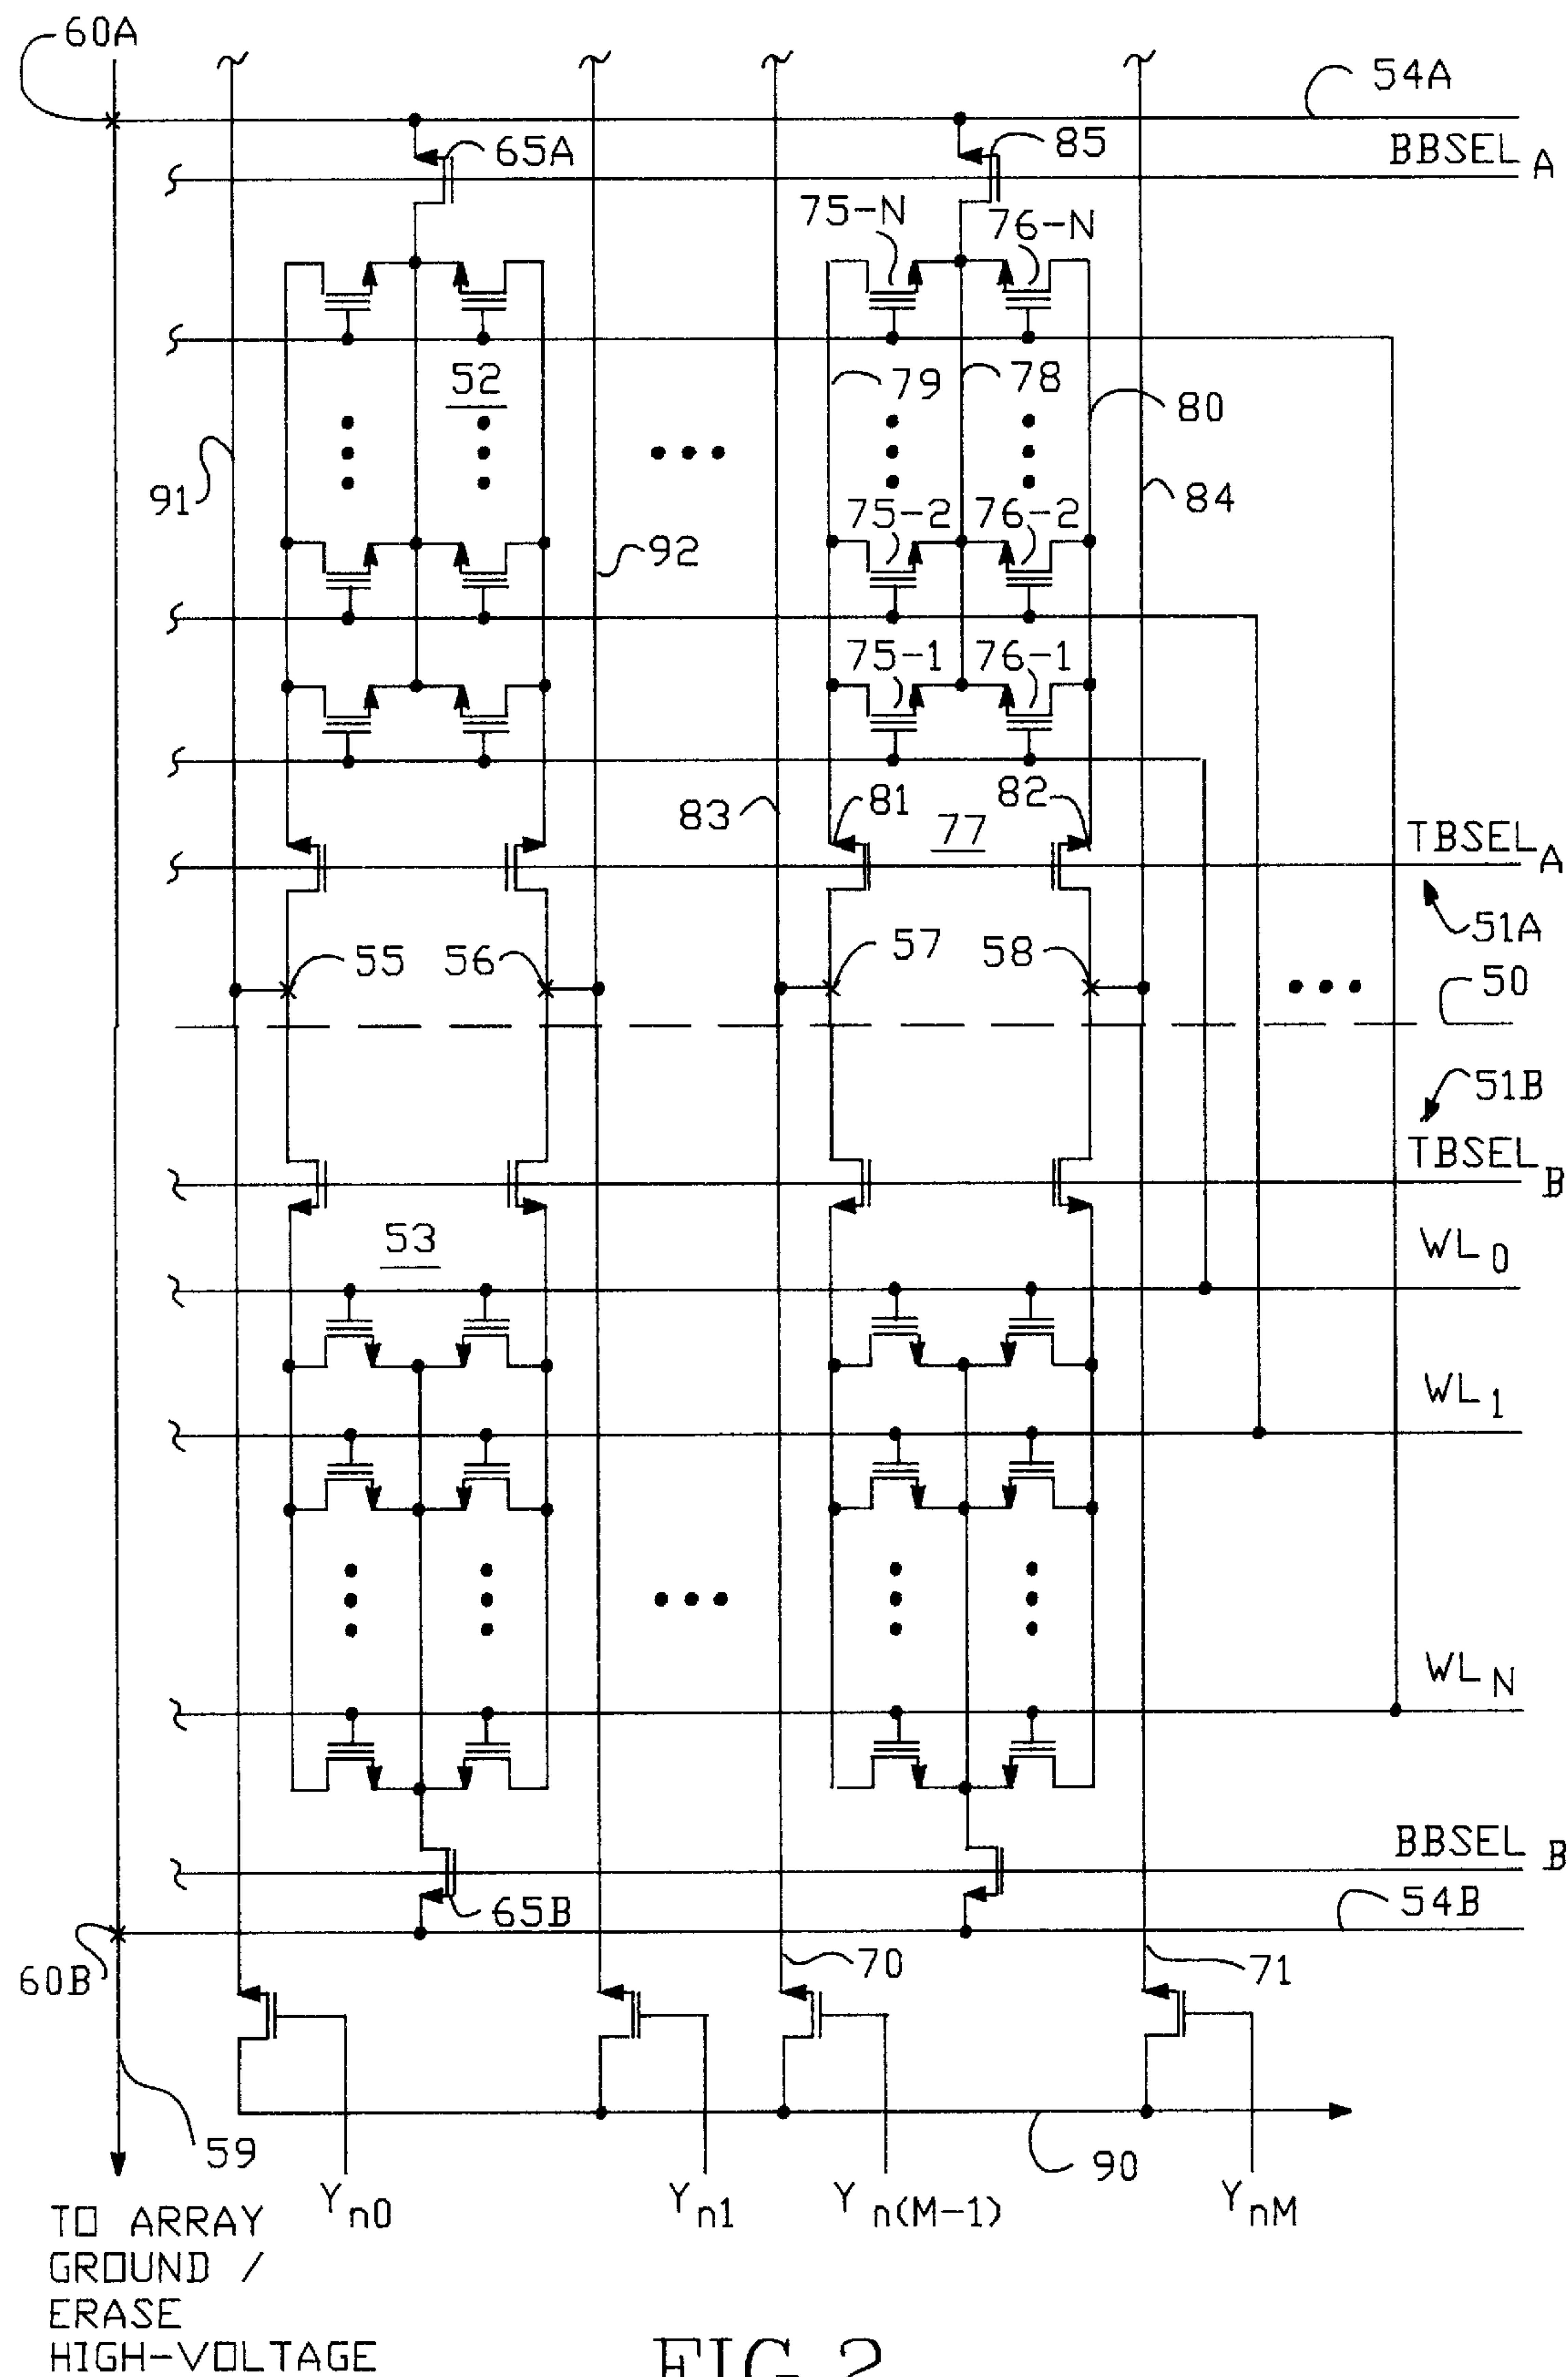 60A
54A
65A
85
BBSEL A
75-N
76-N
52
79
78
80
91
84
75-2
76-2
92
75-1
76-1
83
81
82
77
TBSEL A
51A
55
56
57
58
50
51B
TBSEL B
53
WL 0
WL 1
WL N
BBSEL B
65B
54B
60B
70
71
59
90
Y n0
Y n1
Y n(M-1)
Y nM
TO ARRAY
GROUND /
ERASE
HIGH-VOLTAGE
FIG. 2